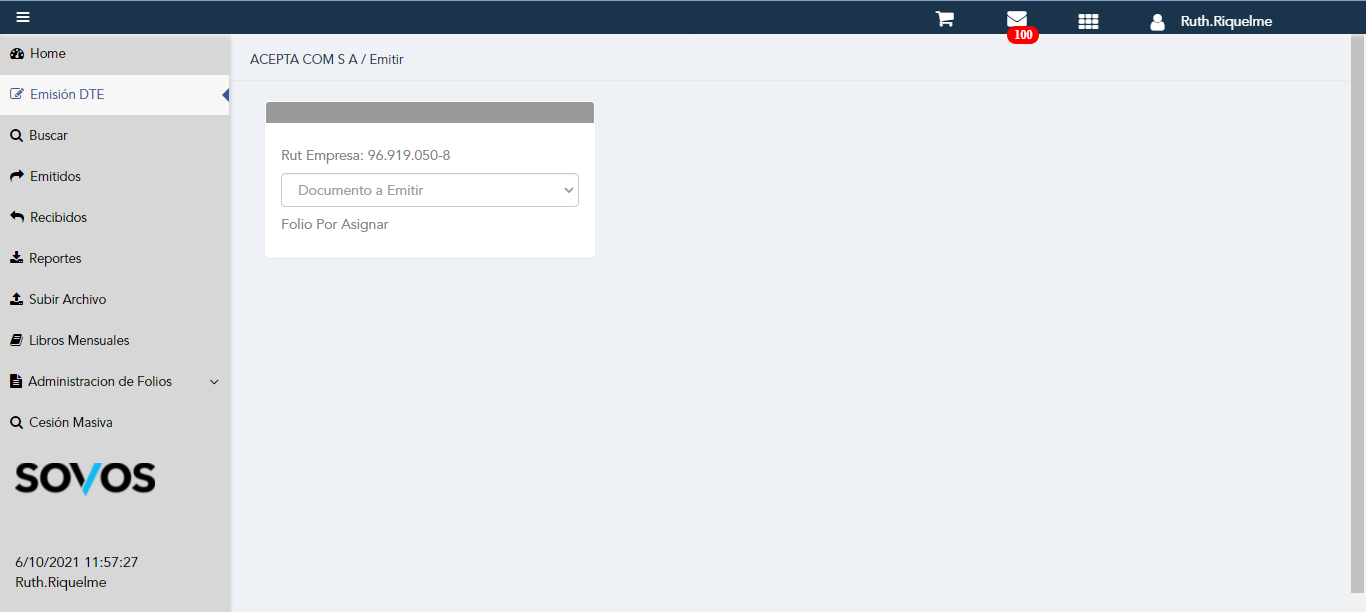 100
Ruth.Riquelme
Home
Emisión DTE
Buscar
Emitidos
Recibidos
Reportes
Subir Archivo
Libros Mensuales
Administracion de Folios
Cesión Masiva
SOVOS
6/10/2021 11:57:27
Ruth.Riquelme
ACEPTA COM S A / Emitir
Rut Empresa: 96.919.050-8
Documento a Emitir
Folio Por Asignar